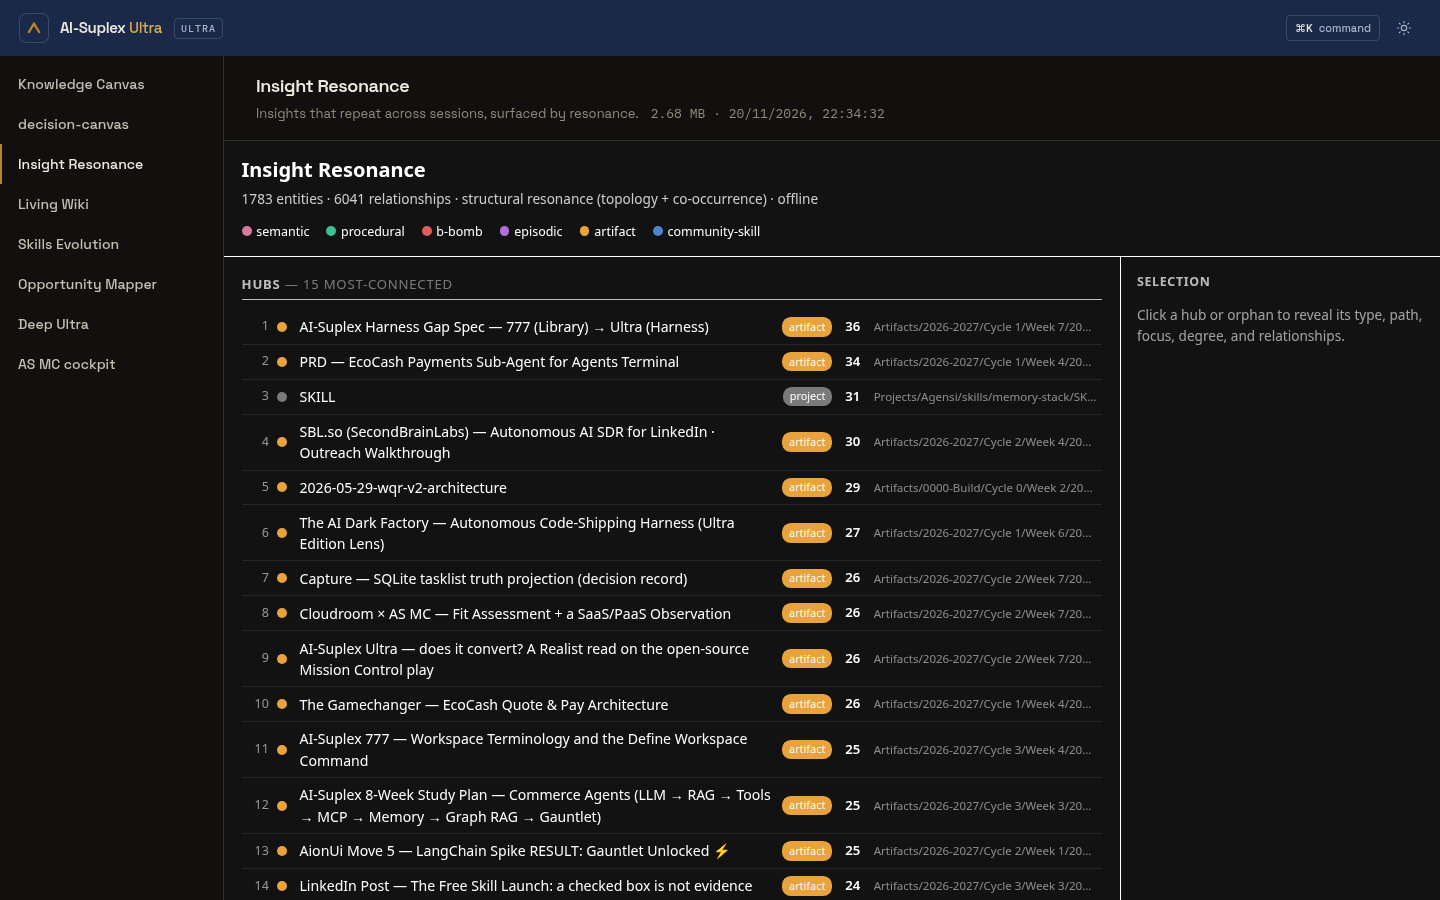 AI-Suplex Ultra ULTRA
⌘K command
Knowledge Canvas
decision-canvas
Insight Resonance
Living Wiki
Skills Evolution
Opportunity Mapper
Deep Ultra
AS MC cockpit
Insight Resonance
Insights that repeat across sessions, surfaced by resonance. 2.68 MB · 20/11/2026, 22:34:32
Insight Resonance
1783 entities · 6041 relationships · structural resonance (topology + co-occurrence) · offline
semantic procedural b-bomb episodic artifact community-skill
HUBS — 15 MOST-CONNECTED
1 AI-Suplex Harness Gap Spec — 777 (Library) → Ultra (Harness) artifact 36 Artifacts/2026-2027/Cycle 1/Week 7/20...
2 PRD — EcoCash Payments Sub-Agent for Agents Terminal artifact 34 Artifacts/2026-2027/Cycle 1/Week 4/20...
3 SKILL project 31 Projects/Agensi/skills/memory-stack/SK...
4 SBL.so (SecondBrainLabs) — Autonomous AI SDR for LinkedIn ·
Outreach Walkthrough artifact 30 Artifacts/2026-2027/Cycle 2/Week 4/20...
5 2026-05-29-wqr-v2-architecture artifact 29 Artifacts/0000-Build/Cycle 0/Week 2/20...
6 The AI Dark Factory — Autonomous Code-Shipping Harness (Ultra
Edition Lens) artifact 27 Artifacts/2026-2027/Cycle 1/Week 6/20...
7 Capture — SQLite tasklist truth projection (decision record) artifact 26 Artifacts/2026-2027/Cycle 2/Week 7/20...
8 Cloudroom × AS MC — Fit Assessment + a SaaS/PaaS Observation artifact 26 Artifacts/2026-2027/Cycle 2/Week 7/20...
9 AI-Suplex Ultra — does it convert? A Realist read on the open-source
Mission Control play artifact 26 Artifacts/2026-2027/Cycle 2/Week 7/20...
10 The Gamechanger — EcoCash Quote & Pay Architecture artifact 26 Artifacts/2026-2027/Cycle 1/Week 4/20...
11 AI-Suplex 777 — Workspace Terminology and the Define Workspace
Command artifact 25 Artifacts/2026-2027/Cycle 3/Week 4/20...
12 AI-Suplex 8-Week Study Plan — Commerce Agents (LLM → RAG → Tools
→ MCP → Memory → Graph RAG → Gauntlet) artifact 25 Artifacts/2026-2027/Cycle 3/Week 3/20...
13 AionUi Move 5 — LangChain Spike RESULT: Gauntlet Unlocked ⚡ artifact 25 Artifacts/2026-2027/Cycle 2/Week 1/20...
14 LinkedIn Post — The Free Skill Launch: a checked box is not evidence artifact 24 Artifacts/2026-2027/Cycle 3/Week 3/20...
SELECTION
Click a hub or orphan to reveal its type, path,
focus, degree, and relationships.